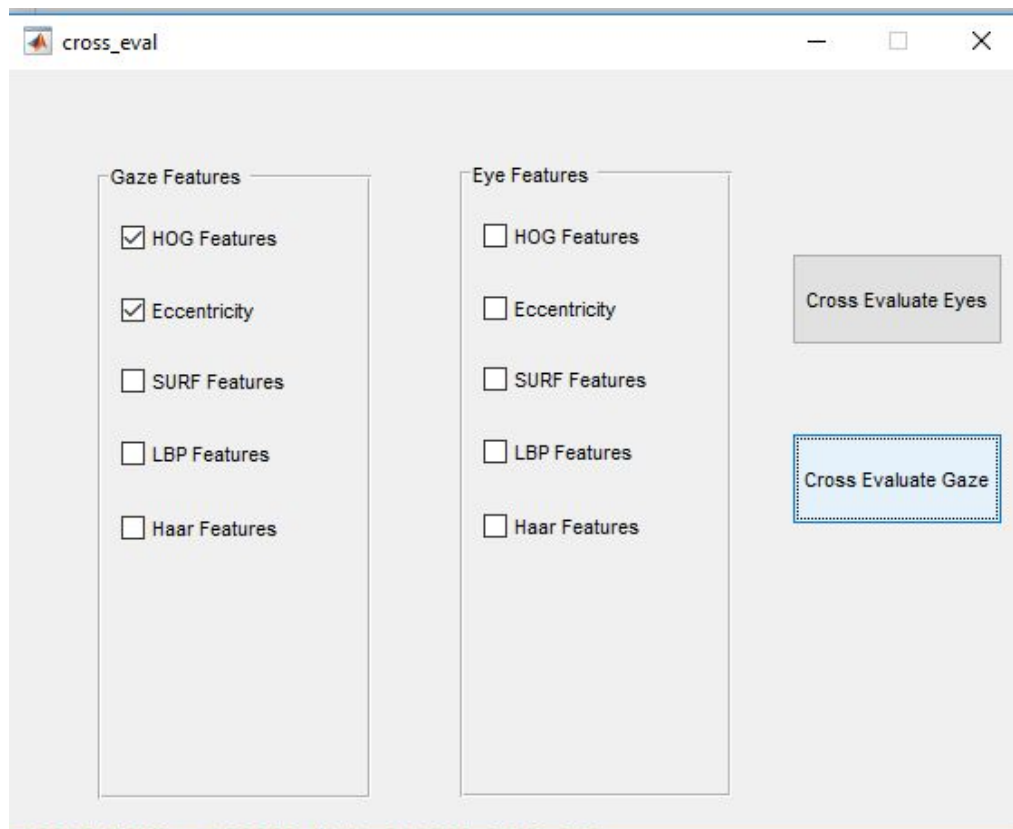 cross_eval
Gaze Features
HOG Features
Eccentricity
SURF Features
LBP Features
Haar Features
Eye Features
HOG Features
Eccentricity
SURF Features
LBP Features
Haar Features
Cross Evaluate Eyes
Cross Evaluate Gaze